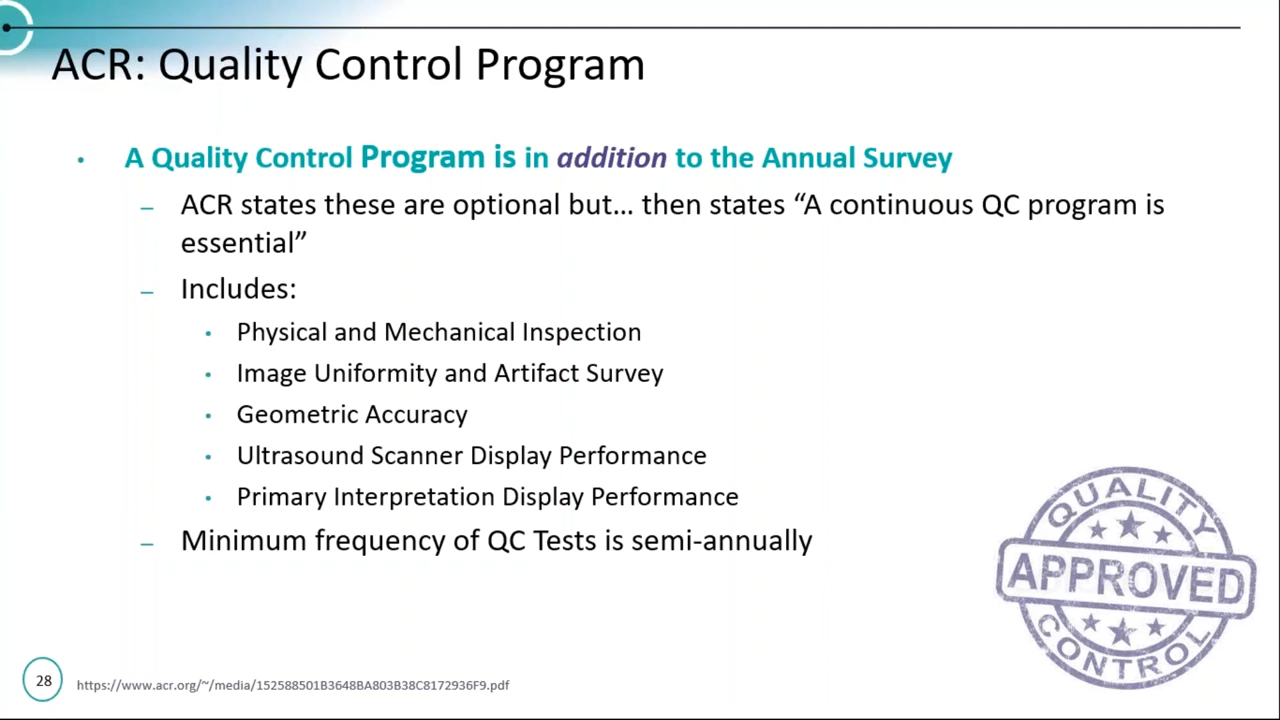 ACR: Quality Control Program
• A Quality Control Program is in addition to the Annual Survey
– ACR states these are optional but... then states “A continuous QC program is
essential”
– Includes:
• Physical and Mechanical Inspection
• Image Uniformity and Artifact Survey
• Geometric Accuracy
• Ultrasound Scanner Display Performance
• Primary Interpretation Display Performance
– Minimum frequency of QC Tests is semi-annually
QUALITY
APPROVED
CONTROL
28
https://www.acr.org/~/media/152588501B3648BA803B38C8172936F9.pdf